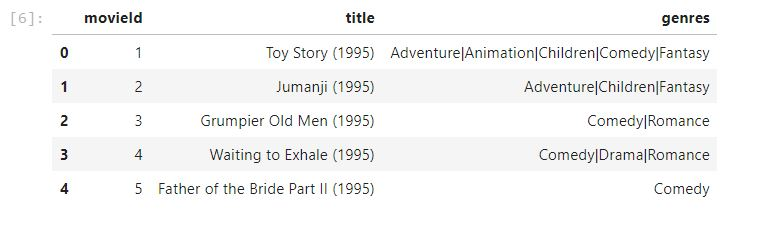 [6]: movieId title genres
0 1 Toy Story (1995) Adventure|Animation|Children|Comedy|Fantasy
1 2 Jumanji (1995) Adventure|Children|Fantasy
2 3 Grumpier Old Men (1995) Comedy|Romance
3 4 Waiting to Exhale (1995) Comedy|Drama|Romance
4 5 Father of the Bride Part II (1995) Comedy